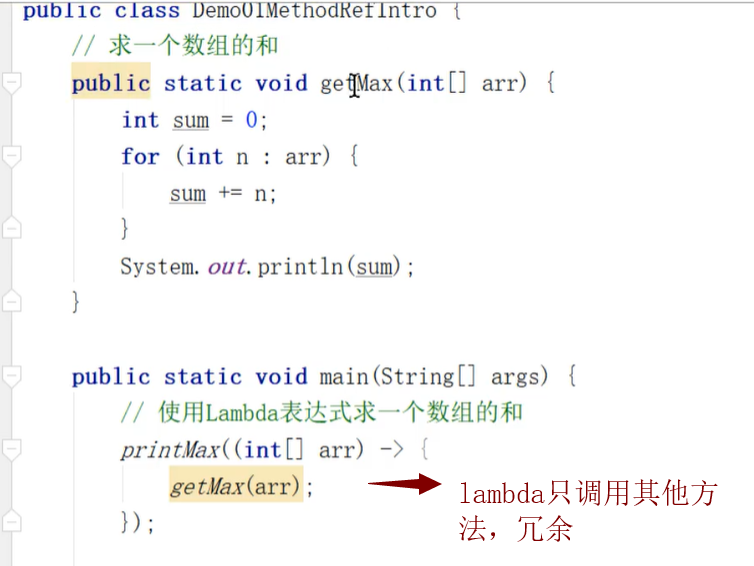 public class Demo01MethodRefIntro {
// 求一个数组的和
public static void getMax(int[] arr) {
int sum = 0;
for (int n : arr) {
sum += n;
}
System.out.println(sum);
}
public static void main(String[] args) {
// 使用Lambda表达式求一个数组的和
printMax((int[] arr) -> {
getMax(arr);
lambda只调用其他方
法，冗余
});